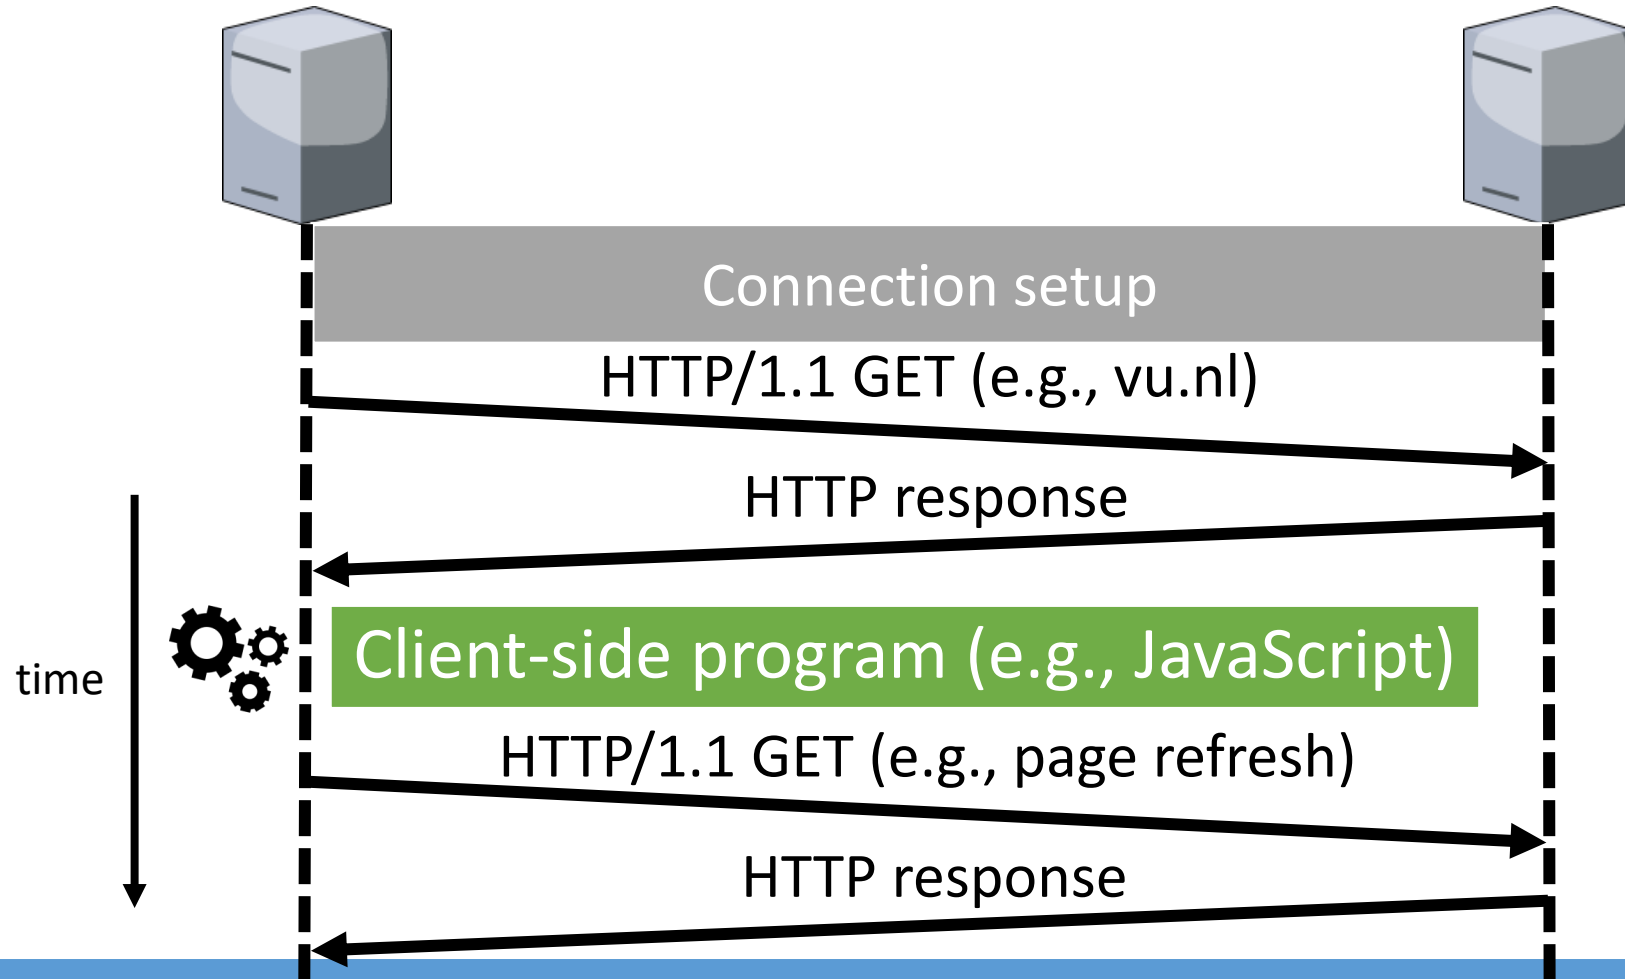 Connection setup
HTTP/1.1 GET (e.g., vu.nl)
HTTP response
Client-side program (e.g., JavaScript)
time
HTTP/1.1 GET (e.g., page refresh)
HTTP response